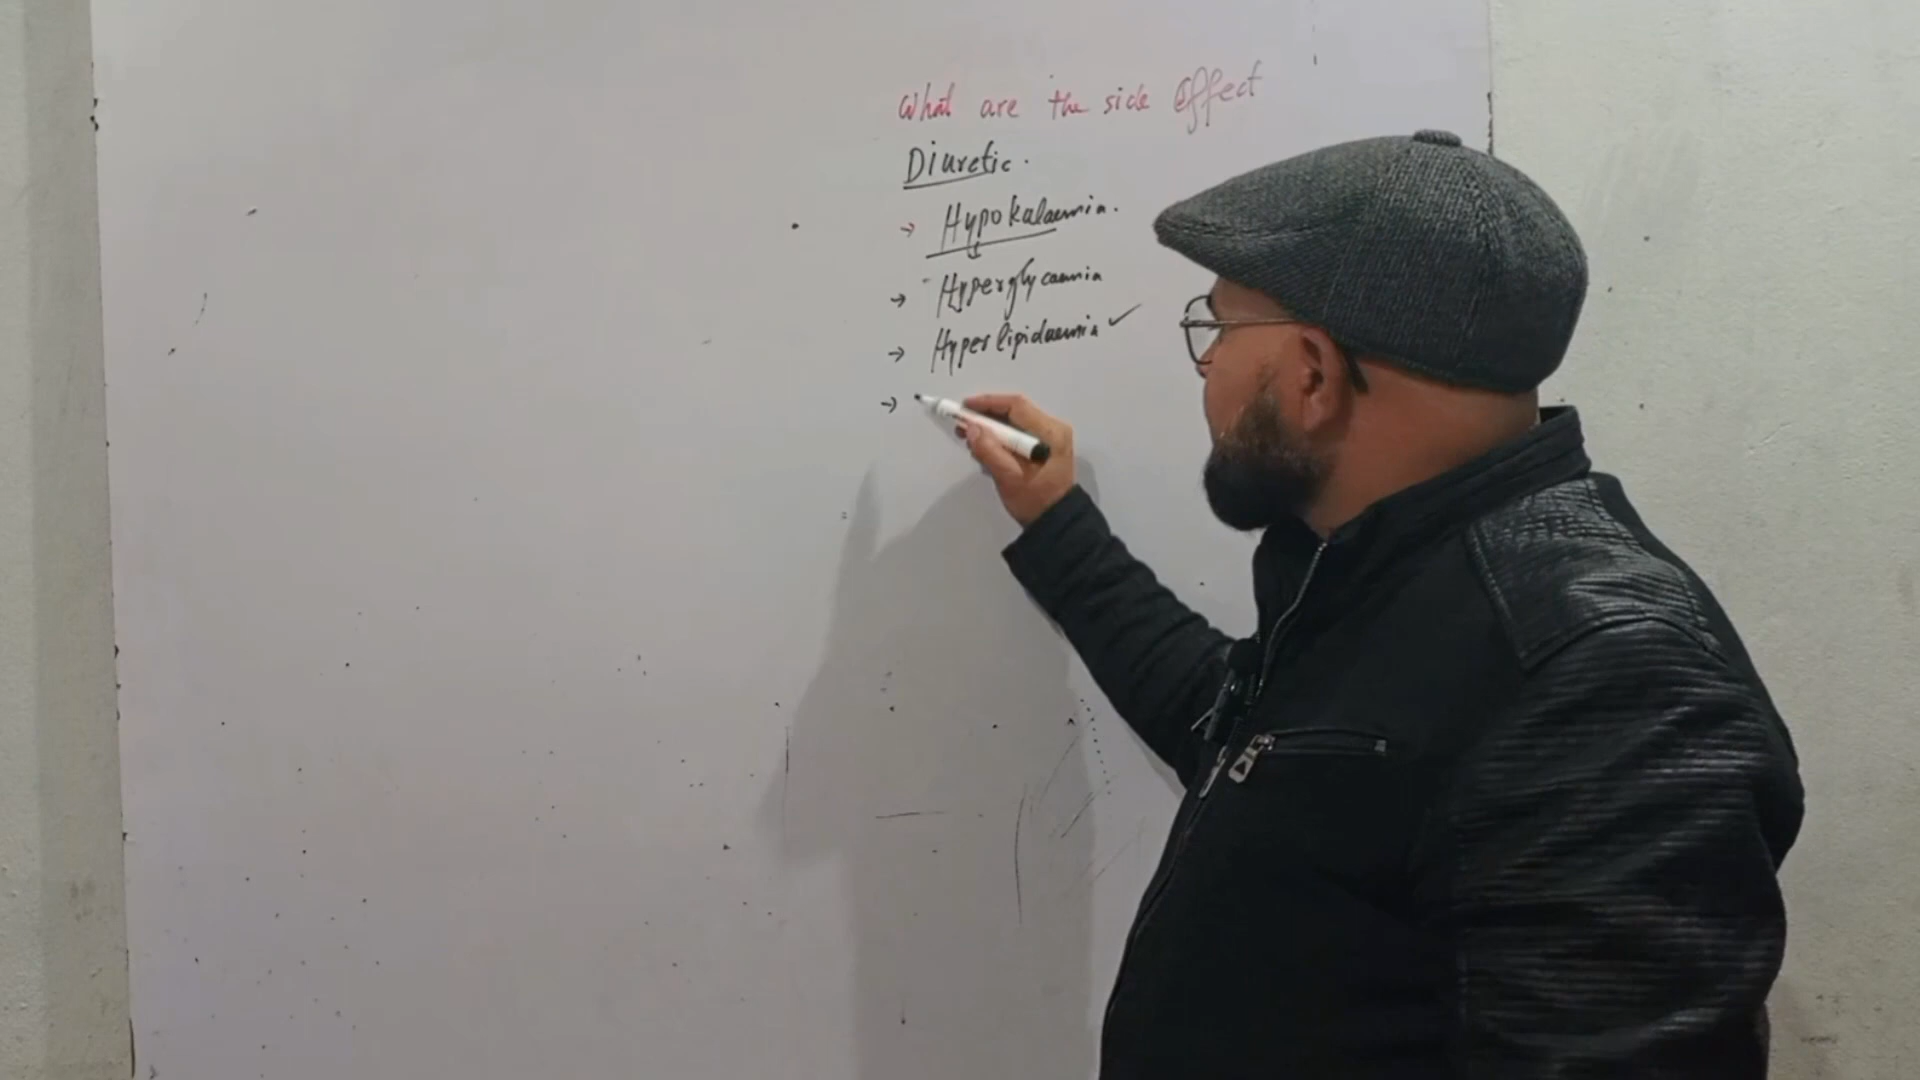 What are the side effect
Diuretic.
→ Hypokalaemia.
→ Hyperglycaemia
→ Hyperlipidaemia ✓
→